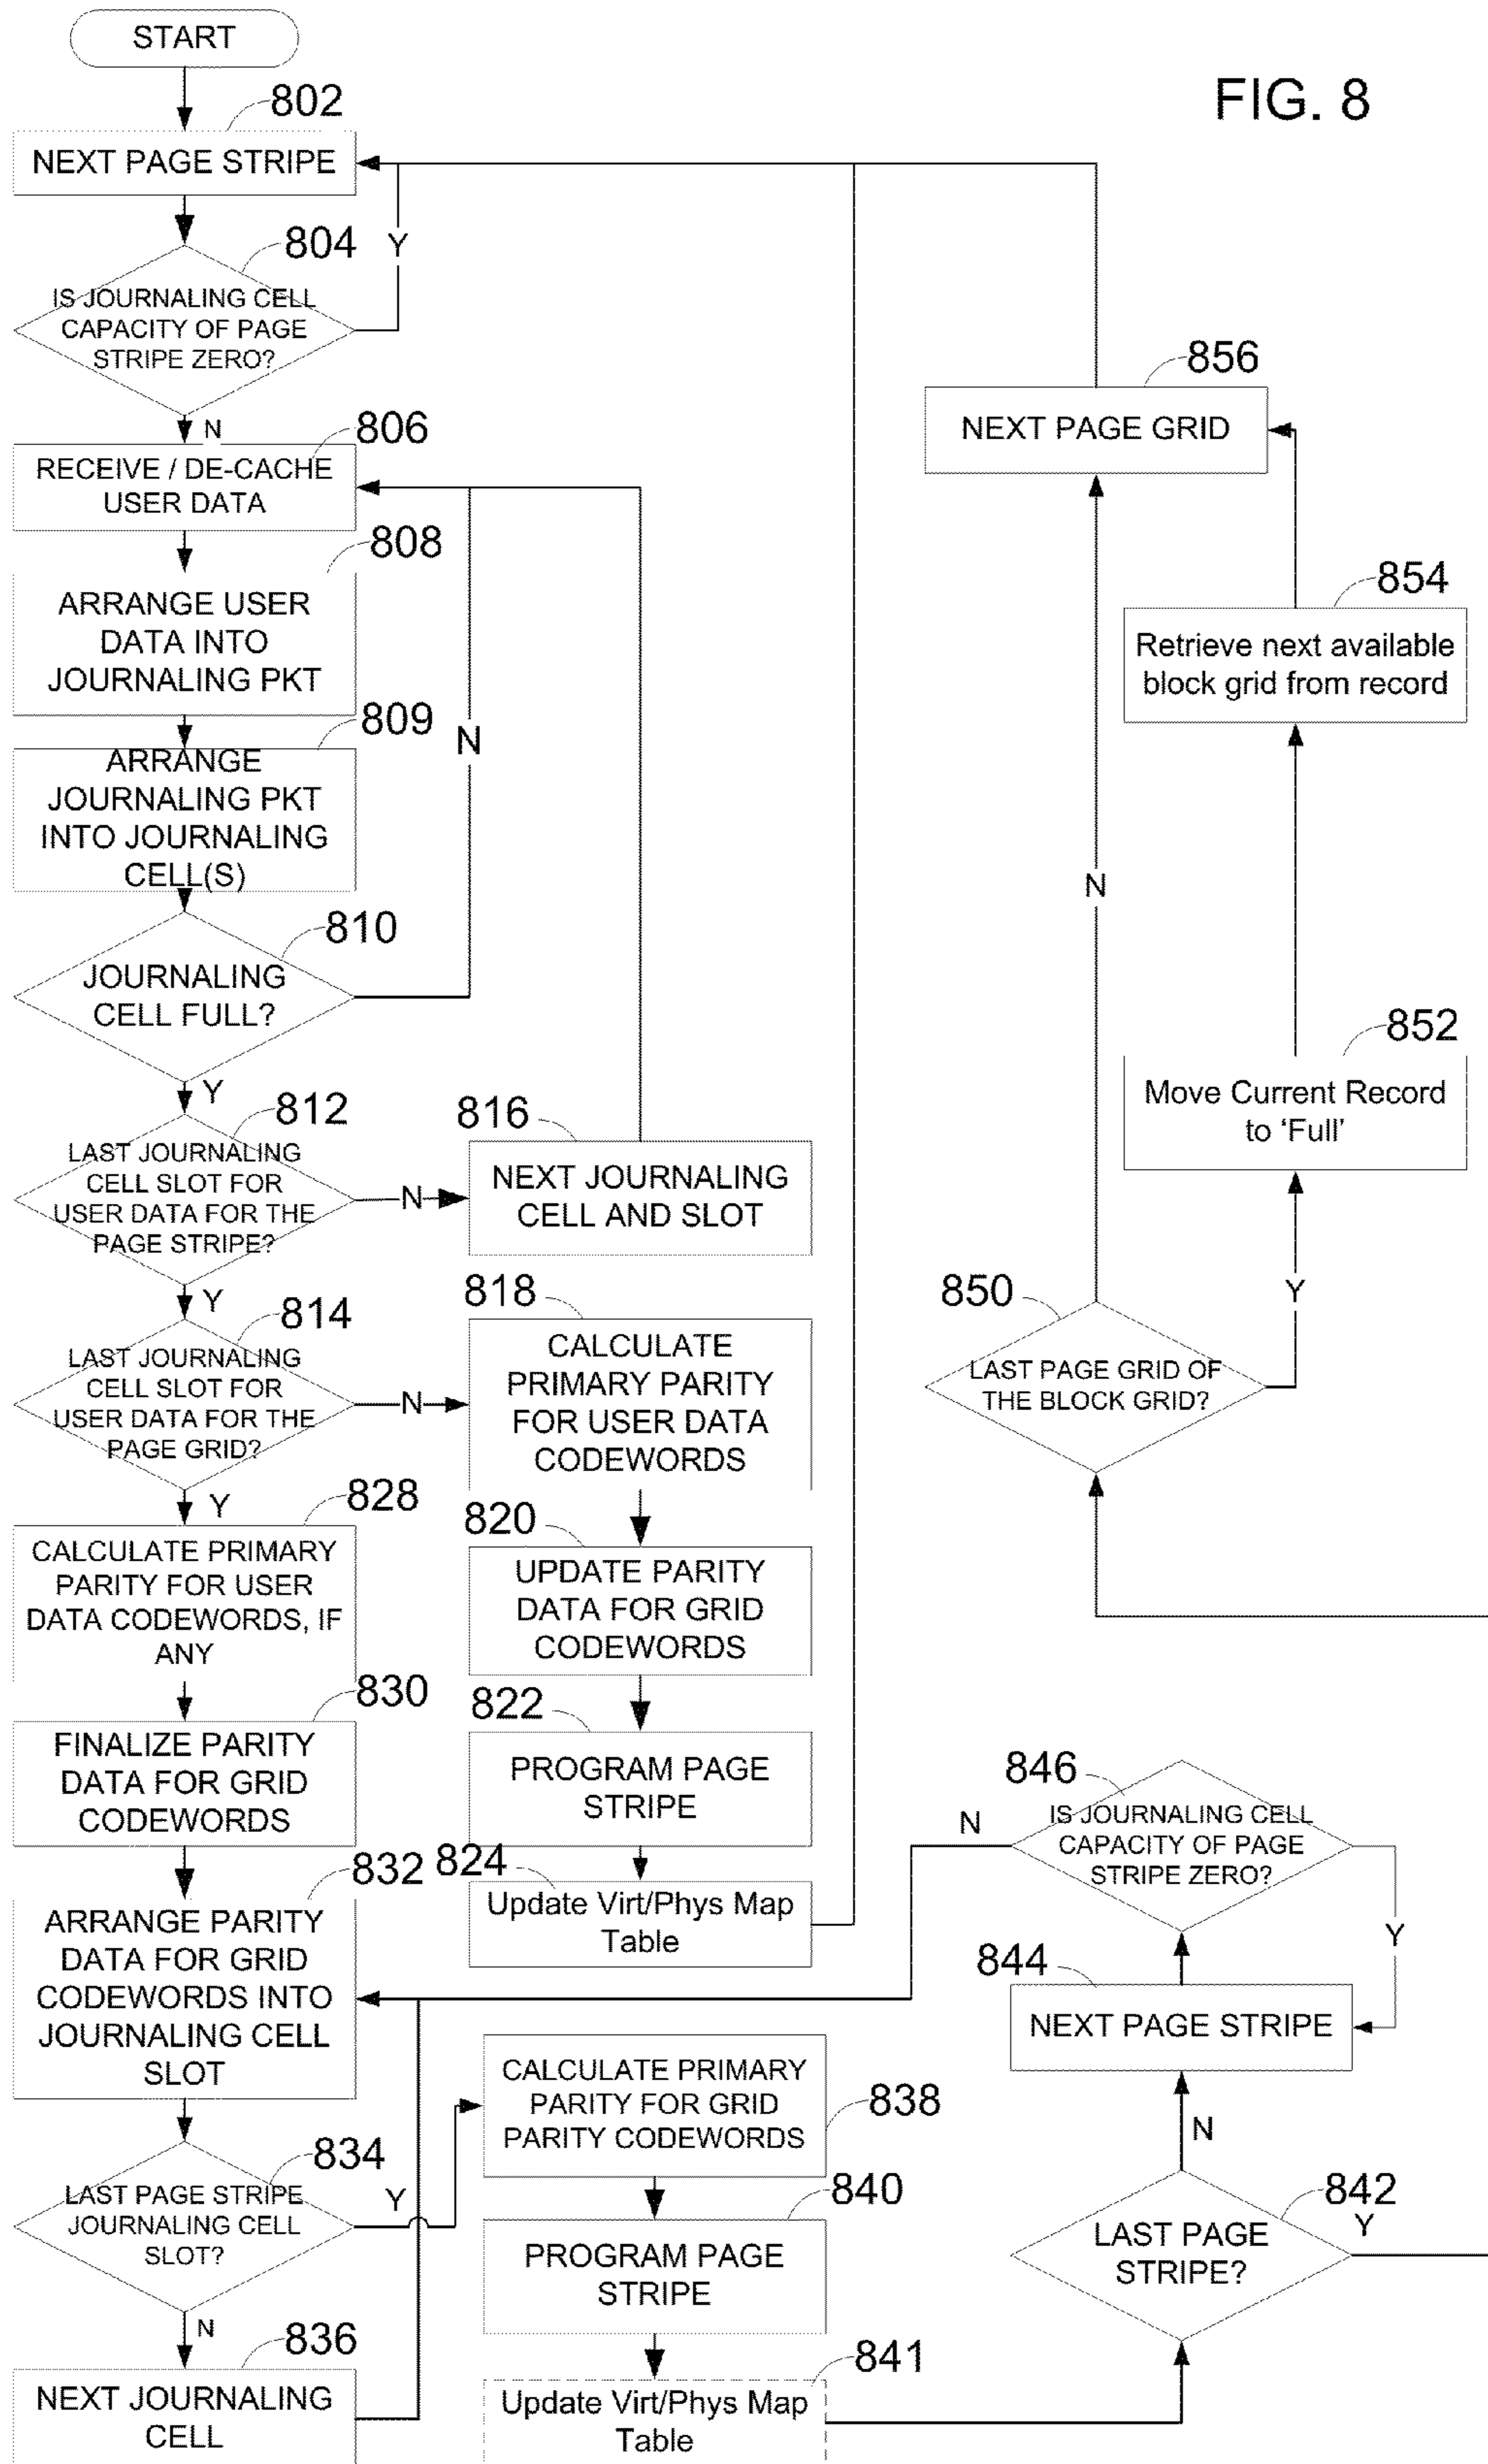 START
FIG. 8
802
NEXT PAGE STRIPE
804
Y
IS JOURNALING CELL
CAPACITY OF PAGE
STRIPE ZERO?
N
806
RECEIVE / DE-CACHE
USER DATA
808
ARRANGE USER
DATA INTO
JOURNALING PKT
809
ARRANGE
JOURNALING PKT
INTO JOURNALING
CELL(S)
N
810
JOURNALING
CELL FULL?
Y
812
LAST JOURNALING
CELL SLOT FOR
USER DATA FOR THE
PAGE STRIPE?
N
816
NEXT JOURNALING
CELL AND SLOT
Y
814
LAST JOURNALING
CELL SLOT FOR
USER DATA FOR THE
PAGE GRID?
N
818
CALCULATE
PRIMARY PARITY
FOR USER DATA
CODEWORDS
820
UPDATE PARITY
DATA FOR GRID
CODEWORDS
822
PROGRAM PAGE
STRIPE
824
Update Virt/Phys Map
Table
Y
828
CALCULATE PRIMARY
PARITY FOR USER
DATA CODEWORDS, IF
ANY
830
FINALIZE PARITY
DATA FOR GRID
CODEWORDS
832
ARRANGE PARITY
DATA FOR GRID
CODEWORDS INTO
JOURNALING CELL
SLOT
834
LAST PAGE STRIPE
JOURNALING CELL
SLOT?
Y
N
836
NEXT JOURNALING
CELL
838
CALCULATE PRIMARY
PARITY FOR GRID
PARITY CODEWORDS
840
PROGRAM PAGE
STRIPE
841
Update Virt/Phys Map
Table
842
LAST PAGE
STRIPE?
Y
N
844
NEXT PAGE STRIPE
846
IS JOURNALING CELL
CAPACITY OF PAGE
STRIPE ZERO?
N
Y
850
LAST PAGE GRID OF
THE BLOCK GRID?
Y
N
852
Move Current Record
to ‘Full’
854
Retrieve next available
block grid from record
856
NEXT PAGE GRID